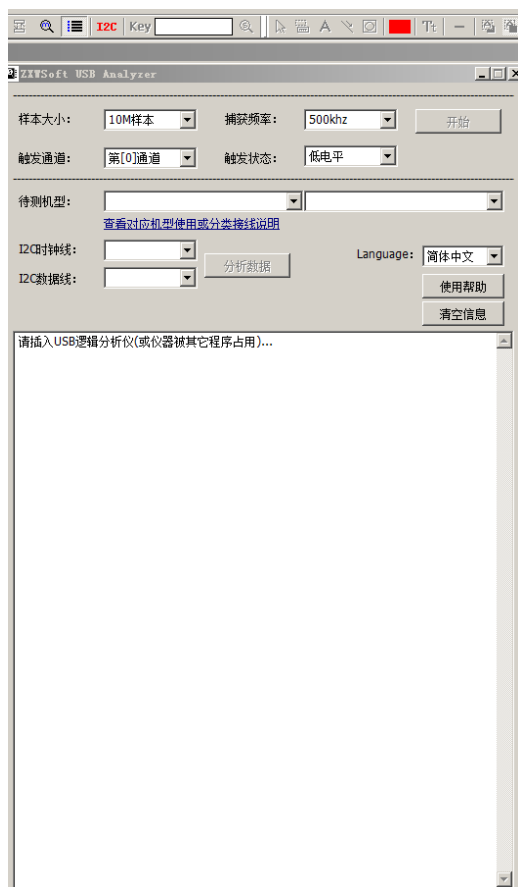 I2C Key A Tt
ZXWSoft USB Analyzer
样本大小: 10M样本 捕获频率: 500khz 开始
触发通道: 第[0]通道 触发状态: 低电平
待测机型:
查看对应机型使用或分类接线说明
I2C时钟线: 分析数据 Language: 简体中文
I2C数据线: 使用帮助
清空信息
请插入USB逻辑分析仪(或仪器被其它程序占用)...